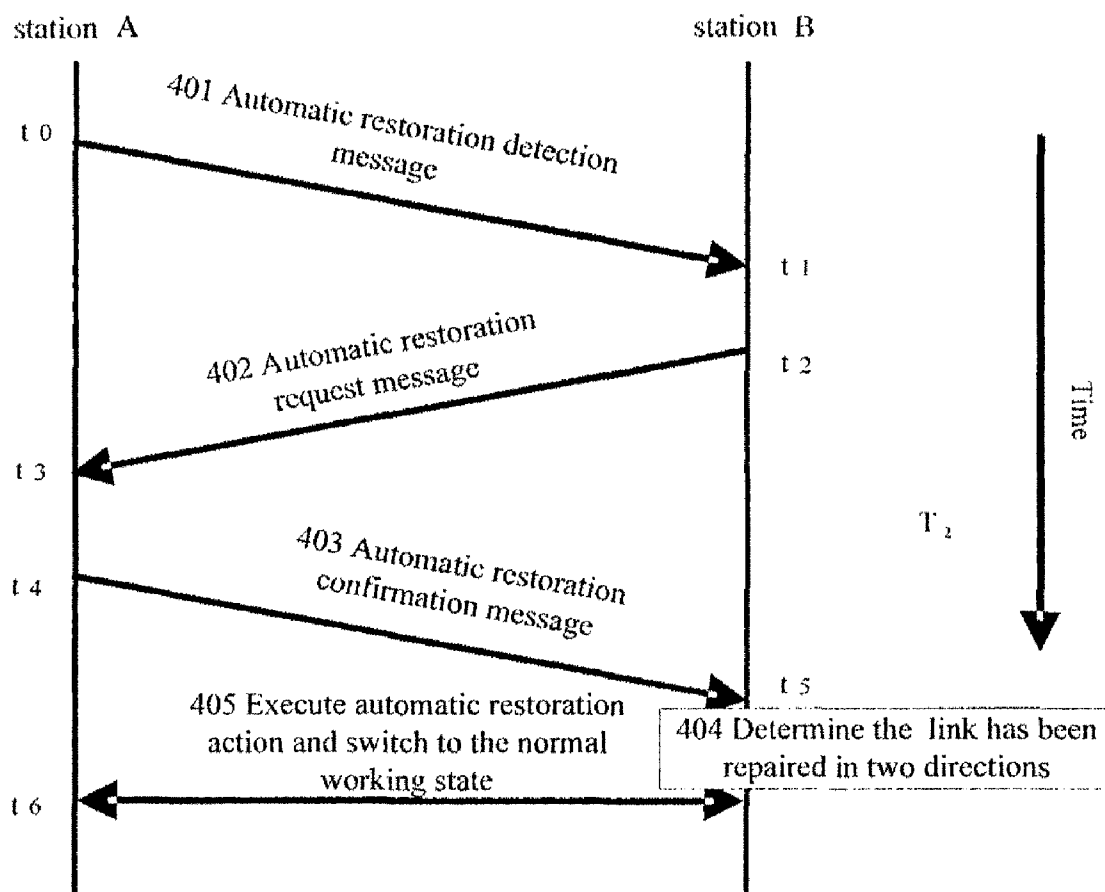 station A
station B
401 Automatic restoration detection
message
t 0
t 1
402 Automatic restoration
request message
t 2
Time
t 3
T 2
403 Automatic restoration
confirmation message
t 4
t 5
405 Execute automatic restoration
action and switch to the normal
working state
404 Determine the link has been
repaired in two directions
t 6